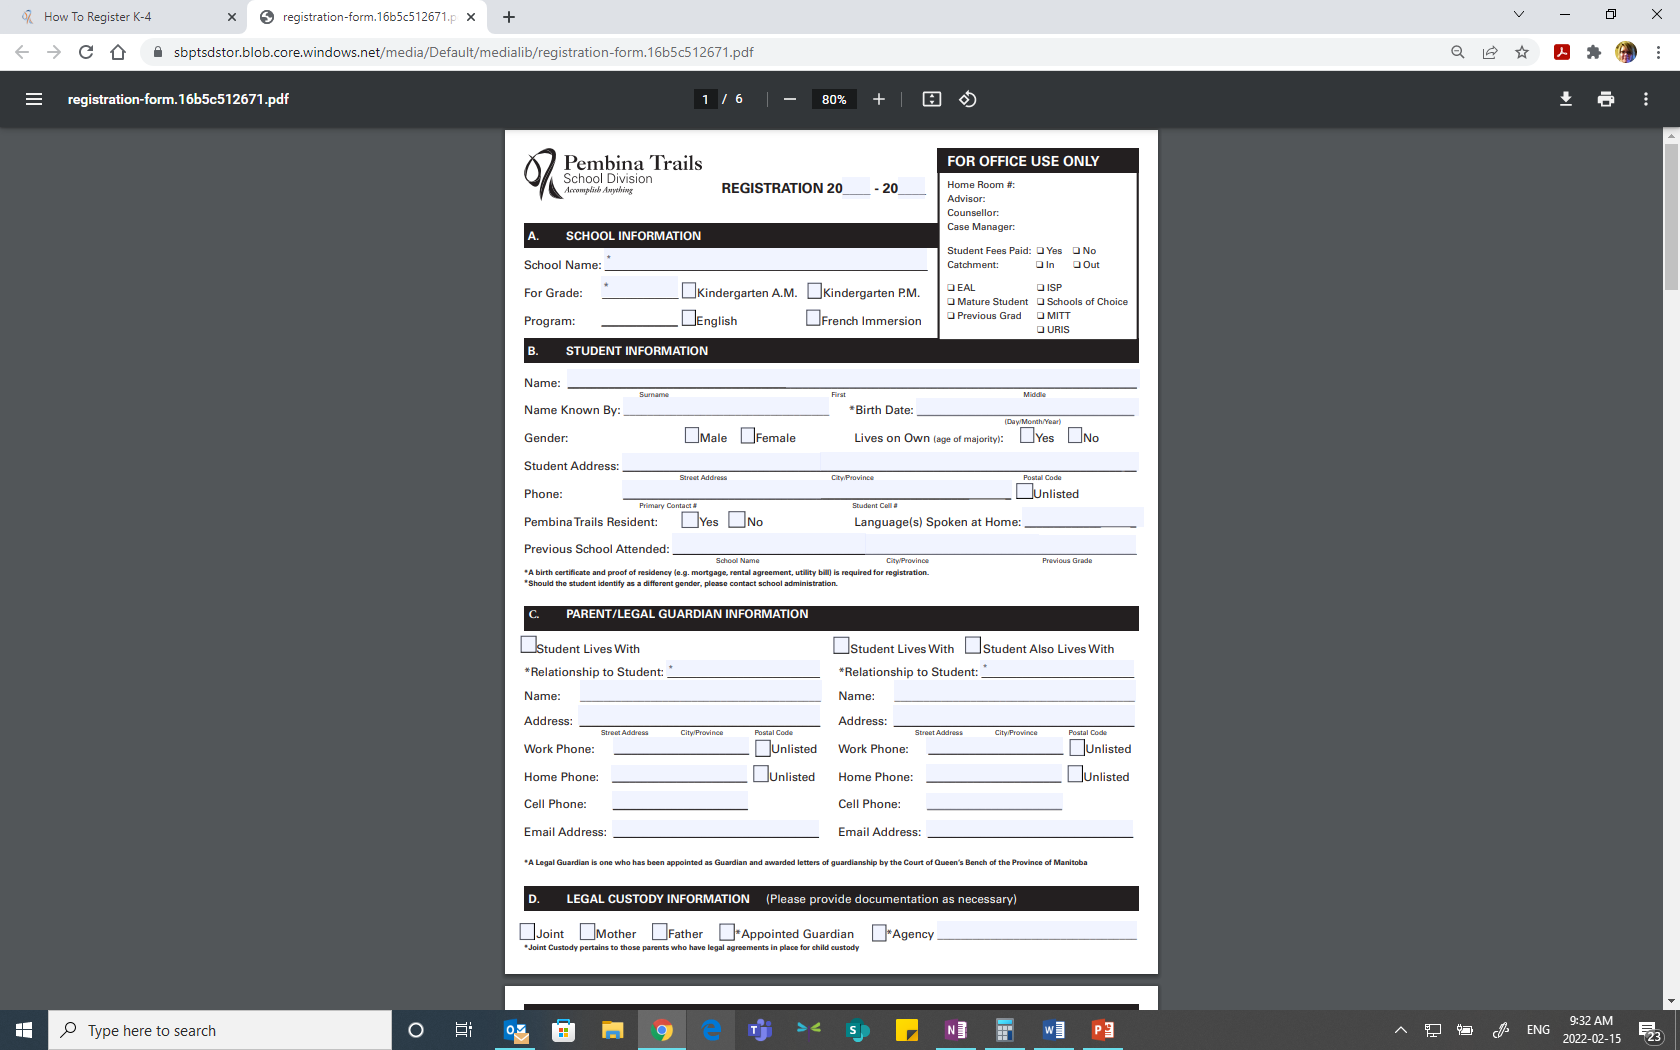 How To Register K-4
registration-form.16b5c512671.p
sbptsdstor.blob.core.windows.net/media/Default/medialib/registration-form.16b5c512671.pdf
registration-form.16b5c512671.pdf
1 / 6
80%
Pembina Trails
School Division
Accomplish Anything
REGISTRATION 20____ - 20____
FOR OFFICE USE ONLY
Home Room #:
Advisor:
Counsellor:
Case Manager:
Student Fees Paid: ❑ Yes ❑ No
Catchment: ❑ In ❑ Out
❑ EAL ❑ ISP
❑ Mature Student ❑ Schools of Choice
❑ Previous Grad ❑ MITT
❑ URIS
A. SCHOOL INFORMATION
School Name: *
For Grade: * Kindergarten A.M. Kindergarten P.M.
Program: English French Immersion
B. STUDENT INFORMATION
Name:
Surname First Middle
Name Known By: *Birth Date:
(Day/Month/Year)
Gender: Male Female Lives on Own (age of majority): Yes No
Student Address:
Street Address City/Province Postal Code
Phone: Unlisted
Primary Contact # Student Cell #
Pembina Trails Resident: Yes No Language(s) Spoken at Home:
Previous School Attended:
School Name City/Province Previous Grade
*A birth certificate and proof of residency (e.g. mortgage, rental agreement, utility bill) is required for registration.
*Should the student identify as a different gender, please contact school administration.
C. PARENT/LEGAL GUARDIAN INFORMATION
Student Lives With Student Lives With Student Also Lives With
*Relationship to Student: * *Relationship to Student: *
Name: Name:
Address: Address:
Street Address City/Province Postal Code Street Address City/Province Postal Code
Work Phone: Unlisted Work Phone: Unlisted
Home Phone: Unlisted Home Phone: Unlisted
Cell Phone: Cell Phone:
Email Address: Email Address:
*A Legal Guardian is one who has been appointed as Guardian and awarded letters of guardianship by the Court of Queen's Bench of the Province of Manitoba
D. LEGAL CUSTODY INFORMATION (Please provide documentation as necessary)
Joint Mother Father *Appointed Guardian *Agency
*Joint Custody pertains to those parents who have legal agreements in place for child custody
Type here to search
ENG
9:32 AM
2022-02-15
23